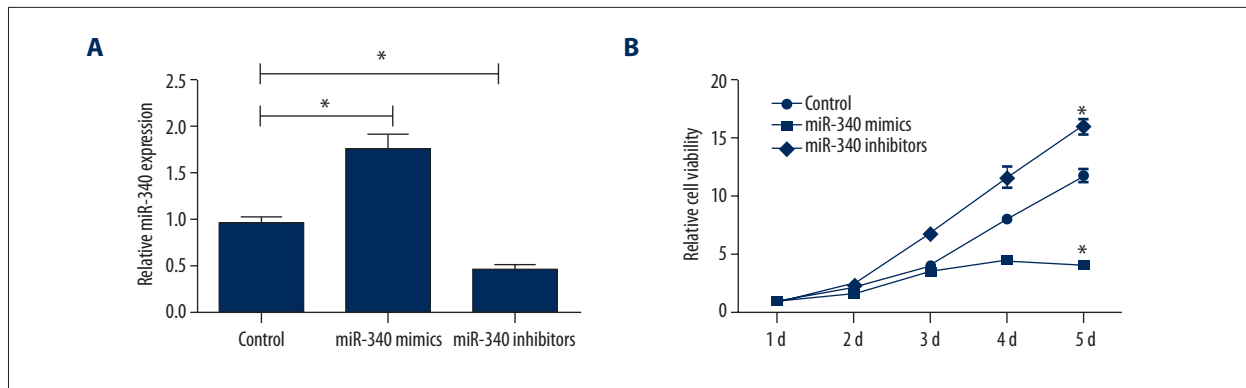 A
Relative miR-340 expression
2.5
2.0
1.5
1.0
0.5
0.0
*
*
Control
miR-340 mimics
miR-340 inhibitors
B
Relative cell viability
20
15
10
5
0
Control
miR-340 mimics
miR-340 inhibitors
*
*
1 d
2 d
3 d
4 d
5 d